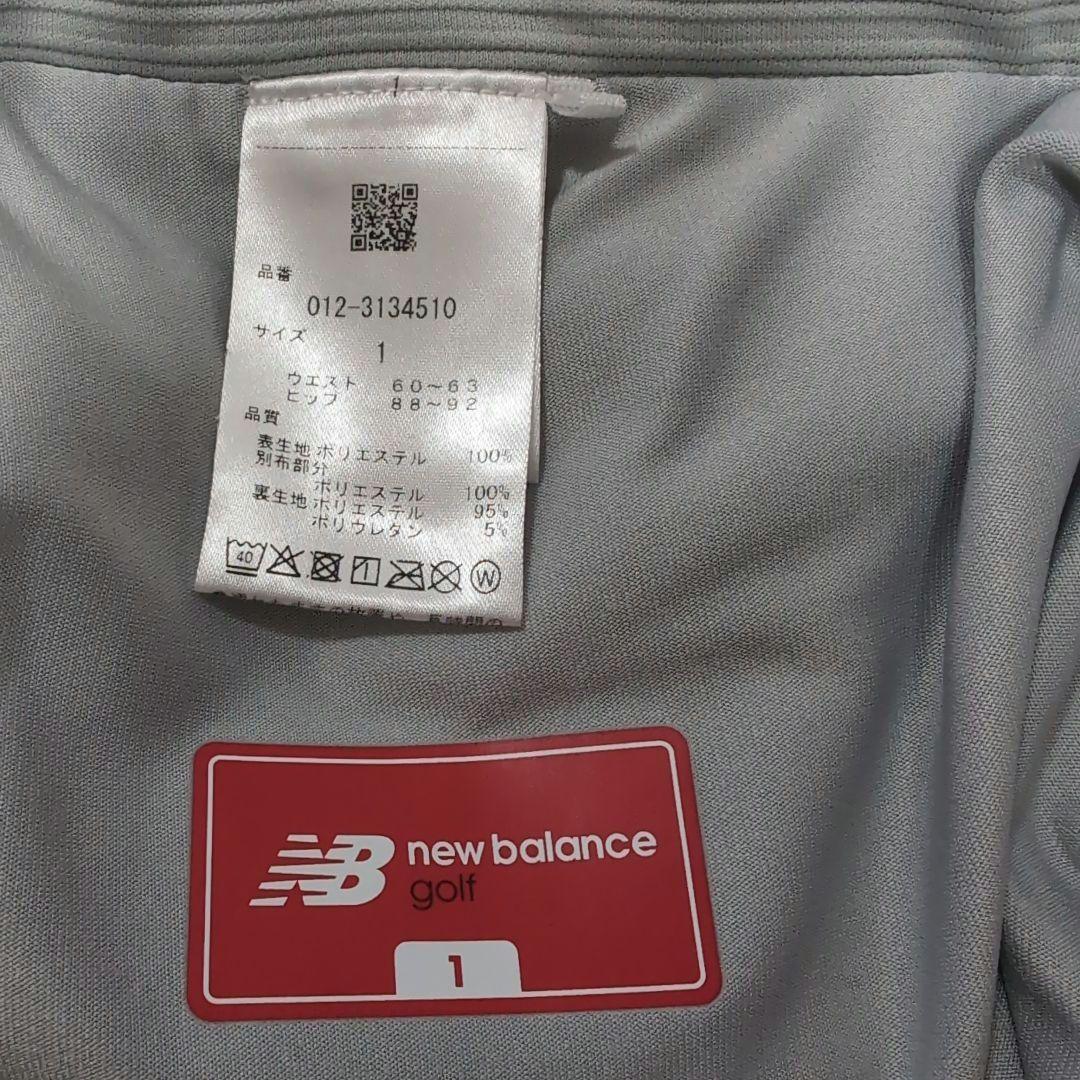 1
品番
012-3134510
サイズ
1
ウエスト 60～63
ヒップ 88～92
品質
表生地 ポリエステル 100%
別布部分
ポリエステル 100%
裏生地 ポリエステル 95%
ポリウレタン 5%
40
W
NB new balance
golf
1